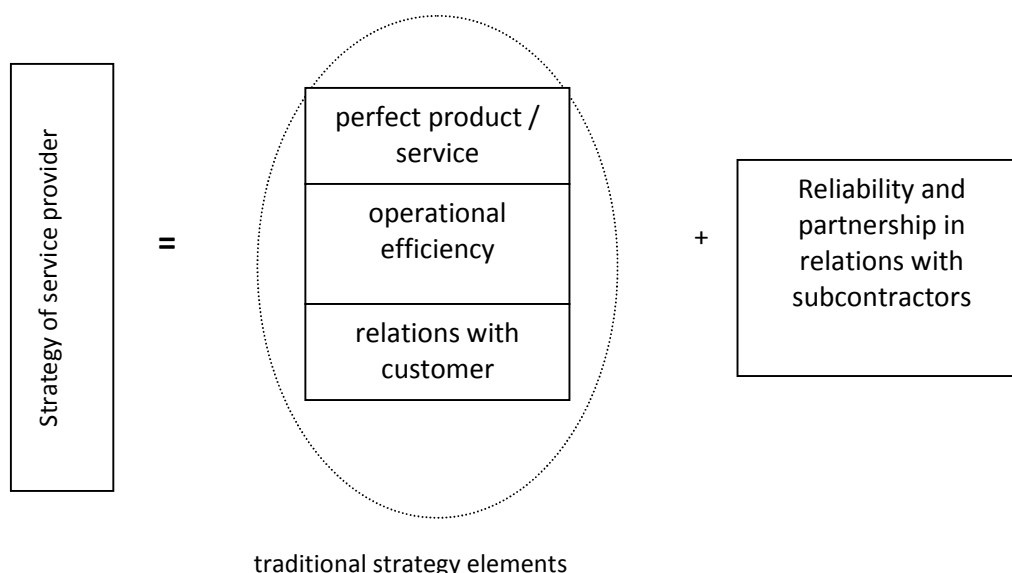 Strategy of service provider
=
perfect product /
service
operational
efficiency
relations with
customer
+
Reliability and
partnership in
relations with
subcontractors
traditional strategy elements